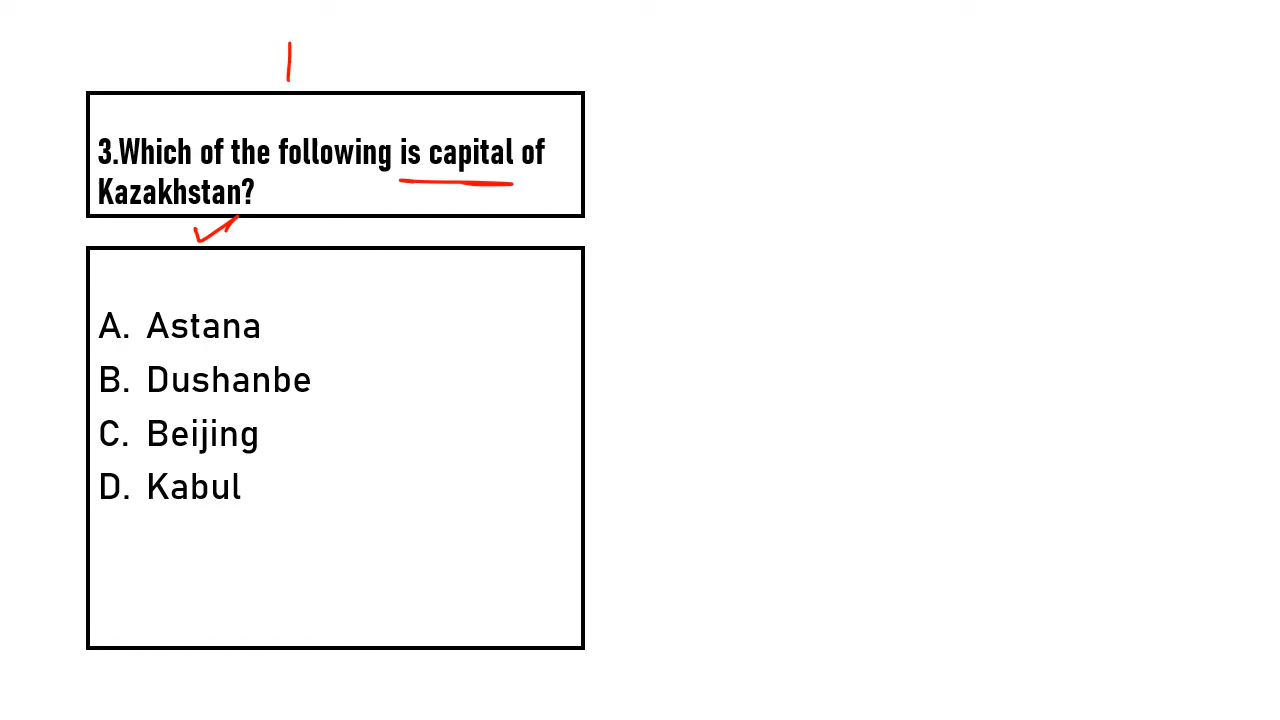 3.Which of the following is capital of
Kazakhstan?
A. Astana
B. Dushanbe
C. Beijing
D. Kabul